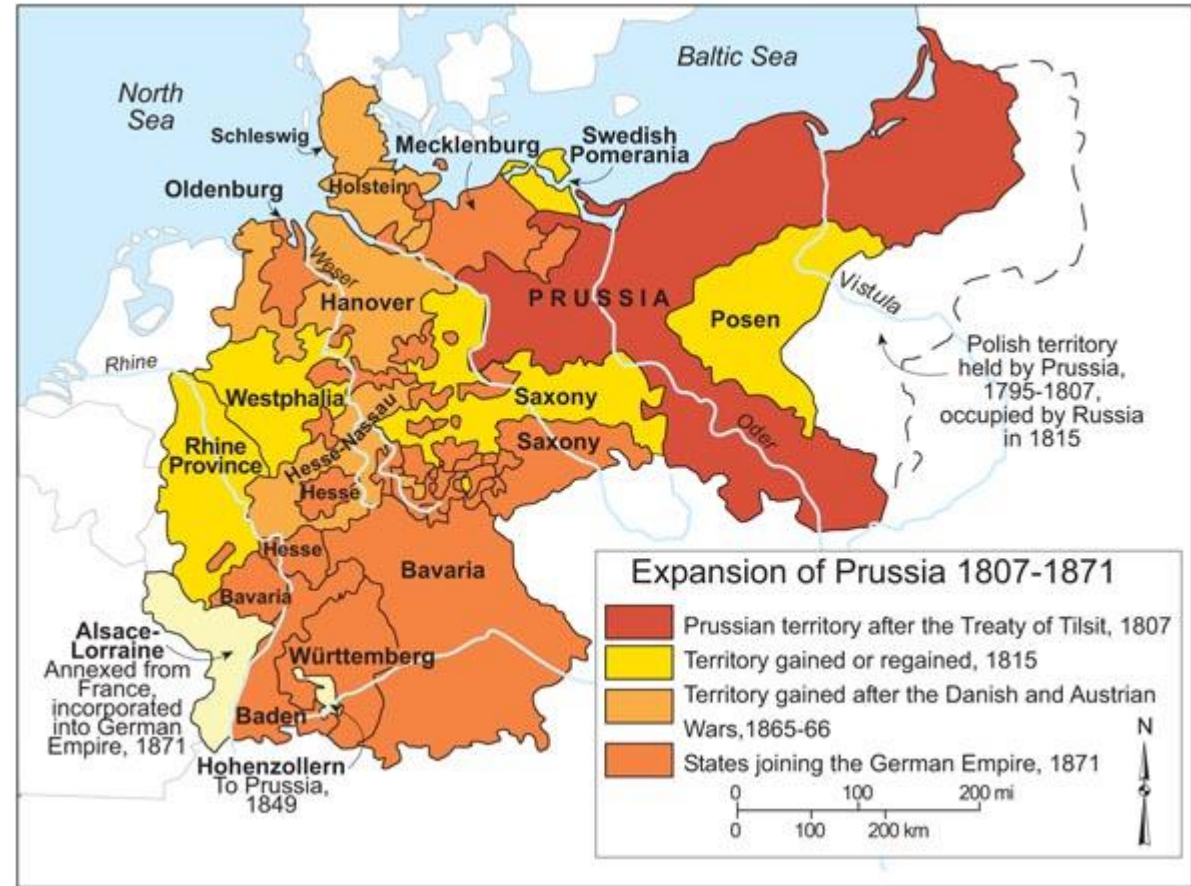 Baltic Sea
North
Sea
Schleswig
Mecklenburg
Swedish
Pomerania
Oldenburg
Holstein
Weser
Hanover
PRUSSIA
Posen
Vistula
Rhine
Polish territory
held by Prussia,
1795-1807,
occupied by Russia
in 1815
Westphalia
Saxony
Rhine
Province
Hesse-Nassau
Saxony
Oder
Hesse
Hesse
Bavaria
Bavaria
Alsace-
Lorraine
Annexed from
France,
incorporated
into German
Empire, 1871
Württemberg
Baden
Hohenzollern
To Prussia,
1849
Expansion of Prussia 1807-1871
Prussian territory after the Treaty of Tilsit, 1807
Territory gained or regained, 1815
Territory gained after the Danish and Austrian
Wars,1865-66
States joining the German Empire, 1871
N
0 100 200 mi
0 100 200 km